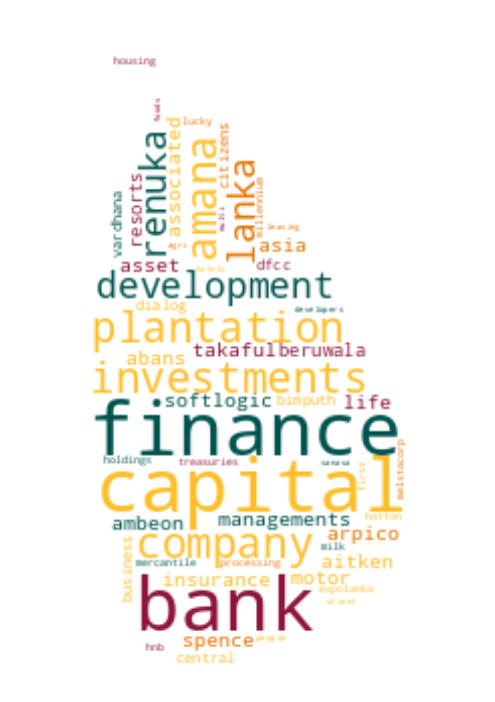 housing
foods
lucky
renuka
associated
amana
citizens
resorts
vardhana
lanka
millennium
multi
leasing
agri
asia
asset
hotels
dfcc
development
dialog
developers
plantation
takaful beruwala
abans
investments
softlogic
bimputh
life
finance
holdings
treasuries
sanasa
first
melstacorp
capital
ambeon
managements
hatton
company
arpico
milk
business
mercantile
processing
aitken
insurance
motor
expolanka
bank
people
spence
hnb
central